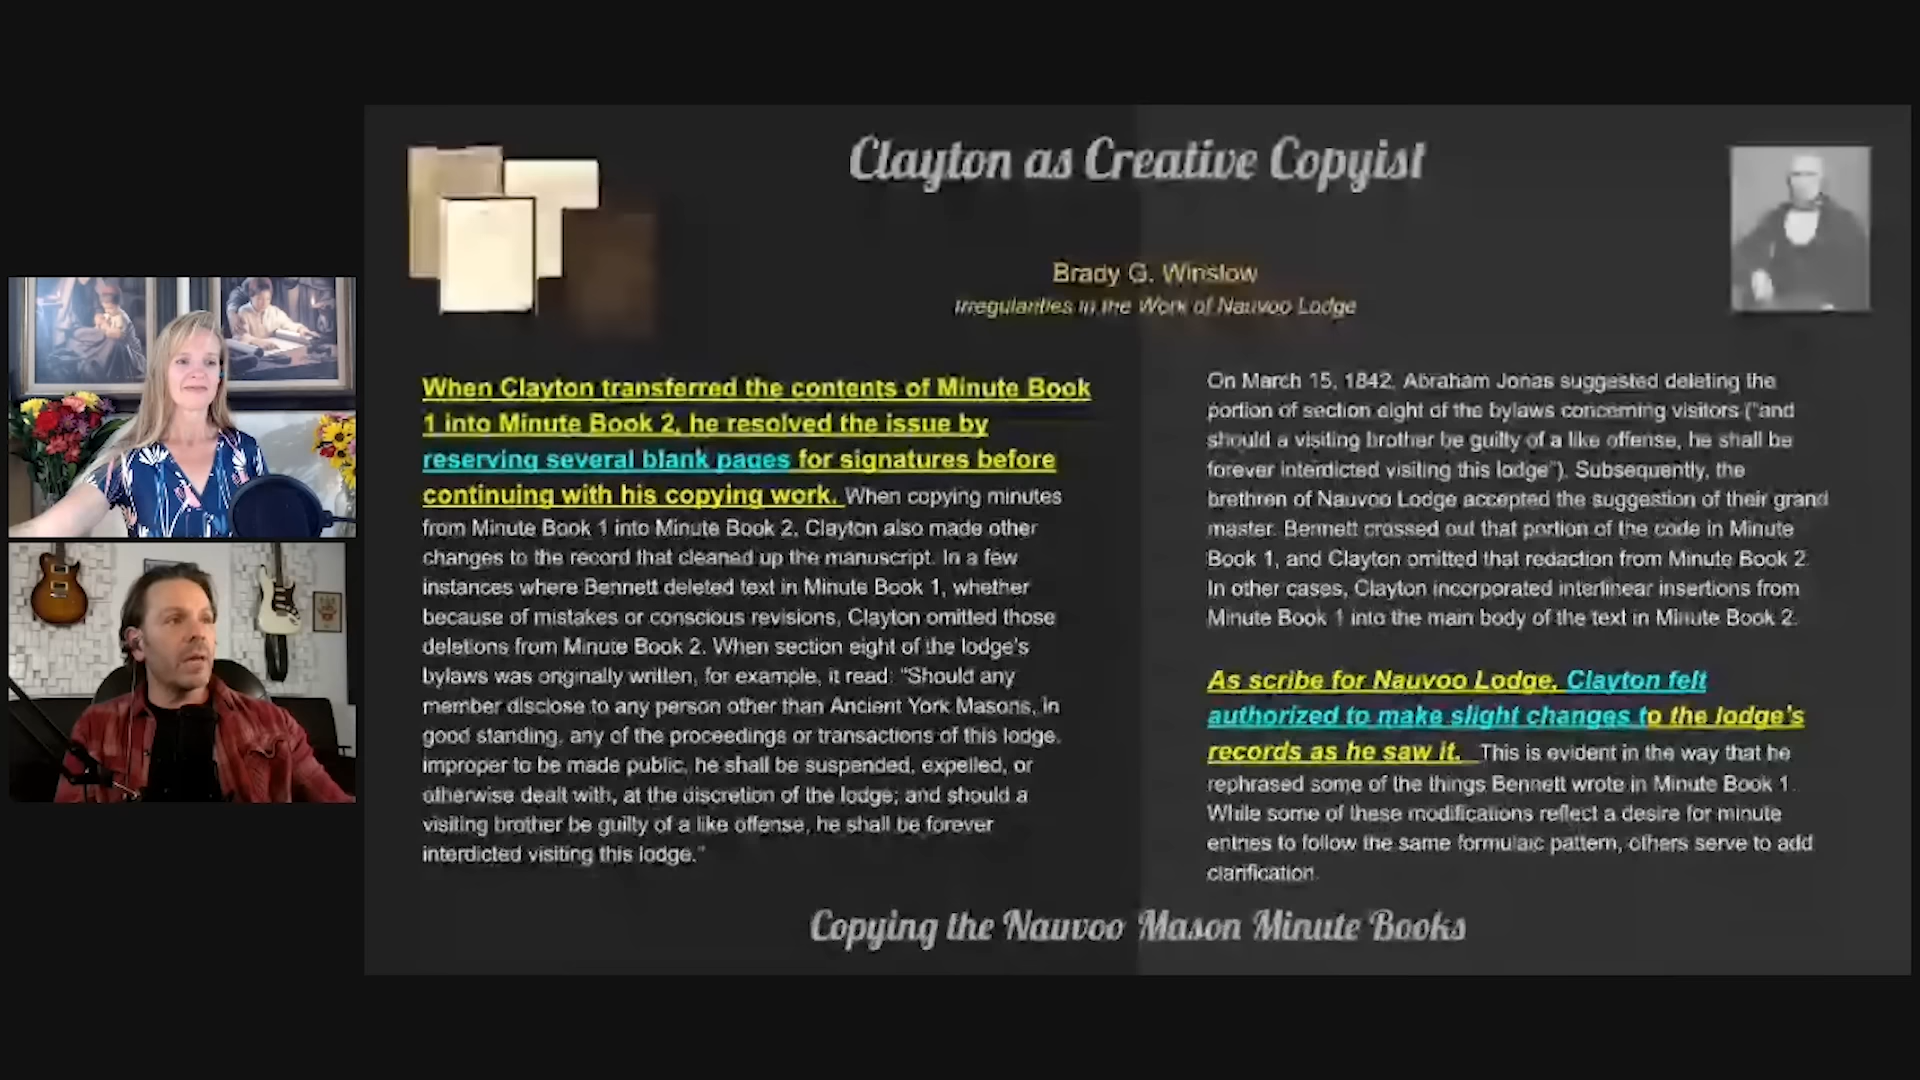 Clayton as Creative Copyist
Brady G. Winslow
Irregularities in the Work of Nauvoo Lodge
When Clayton transferred the contents of Minute Book
1 into Minute Book 2, he resolved the issue by
reserving several blank pages for signatures before
continuing with his copying work. When copying minutes
from Minute Book 1 into Minute Book 2, Clayton also made other
changes to the record that cleaned up the manuscript. In a few
instances where Bennett deleted text in Minute Book 1, whether
because of mistakes or conscious revisions, Clayton omitted those
deletions from Minute Book 2. When section eight of the lodge's
bylaws was originally written, for example, it read: "Should any
member disclose to any person other than Ancient York Masons, in
good standing, any of the proceedings or transactions of this lodge,
improper to be made public, he shall be suspended, expelled, or
otherwise dealt with, at the discretion of the lodge; and should a
visiting brother be guilty of a like offense, he shall be forever
interdicted visiting this lodge."
On March 15, 1842, Abraham Jonas suggested deleting the
portion of section eight of the bylaws concerning visitors ("and
should a visiting brother be guilty of a like offense, he shall be
forever interdicted visiting this lodge"). Subsequently, the
brethren of Nauvoo Lodge accepted the suggestion of their grand
master. Bennett crossed out that portion of the code in Minute
Book 1, and Clayton omitted that redaction from Minute Book 2.
In other cases, Clayton incorporated interlinear insertions from
Minute Book 1 into the main body of the text in Minute Book 2.
As scribe for Nauvoo Lodge, Clayton felt
authorized to make slight changes to the lodge's
records as he saw it. This is evident in the way that he
rephrased some of the things Bennett wrote in Minute Book 1.
While some of these modifications reflect a desire for minute
entries to follow the same formulaic pattern, others serve to add
clarification.
Copying the Nauvoo Mason Minute Books